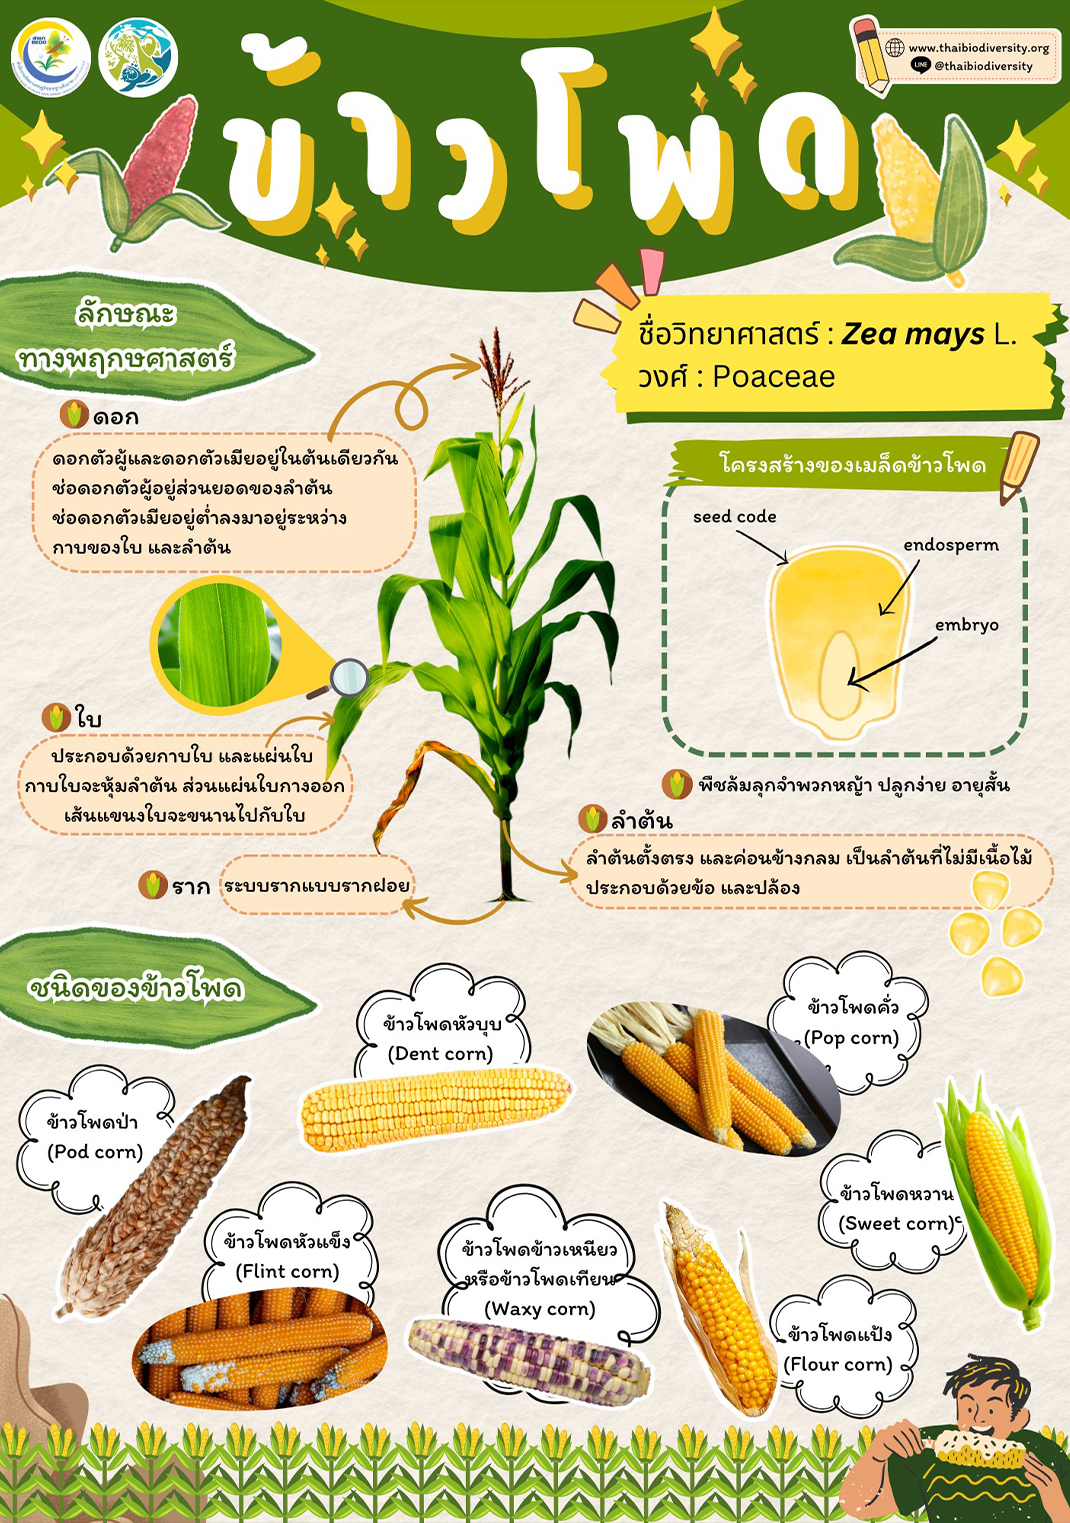 www.thaibiodiversity.org
LINE @thaibiodiversity
ข้าวโพด
ลักษณะ
ทางพฤกษศาสตร์
ชื่อวิทยาศาสตร์ : Zea mays L.
วงศ์ : Poaceae
ดอก
ดอกตัวผู้และดอกตัวเมียอยู่ในต้นเดียวกัน
ช่อดอกตัวผู้อยู่ส่วนยอดของลำต้น
ช่อดอกตัวเมียอยู่ต่ำลงมาอยู่ระหว่าง
กาบของใบ และลำต้น
โครงสร้างของเมล็ดข้าวโพด
seed code
endosperm
embryo
ใบ
ประกอบด้วยกาบใบ และแผ่นใบ
กาบใบจะหุ้มลำต้น ส่วนแผ่นใบกางออก
เส้นแขนงใบจะขนานไปกับใบ
พืชล้มลุกจำพวกหญ้า ปลูกง่าย อายุสั้น
ลำต้น
ลำต้นตั้งตรง และค่อนข้างกลม เป็นลำต้นที่ไม่มีเนื้อไม้
ประกอบด้วยข้อ และปล้อง
ราก
ระบบรากแบบรากฝอย
ชนิดของข้าวโพด
ข้าวโพดหัวบุบ
(Dent corn)
ข้าวโพดคั่ว
(Pop corn)
ข้าวโพดป่า
(Pod corn)
ข้าวโพดหวาน
(Sweet corn)
ข้าวโพดหัวแข็ง
(Flint corn)
ข้าวโพดข้าวเหนียว
หรือข้าวโพดเทียน
(Waxy corn)
ข้าวโพดแป้ง
(Flour corn)